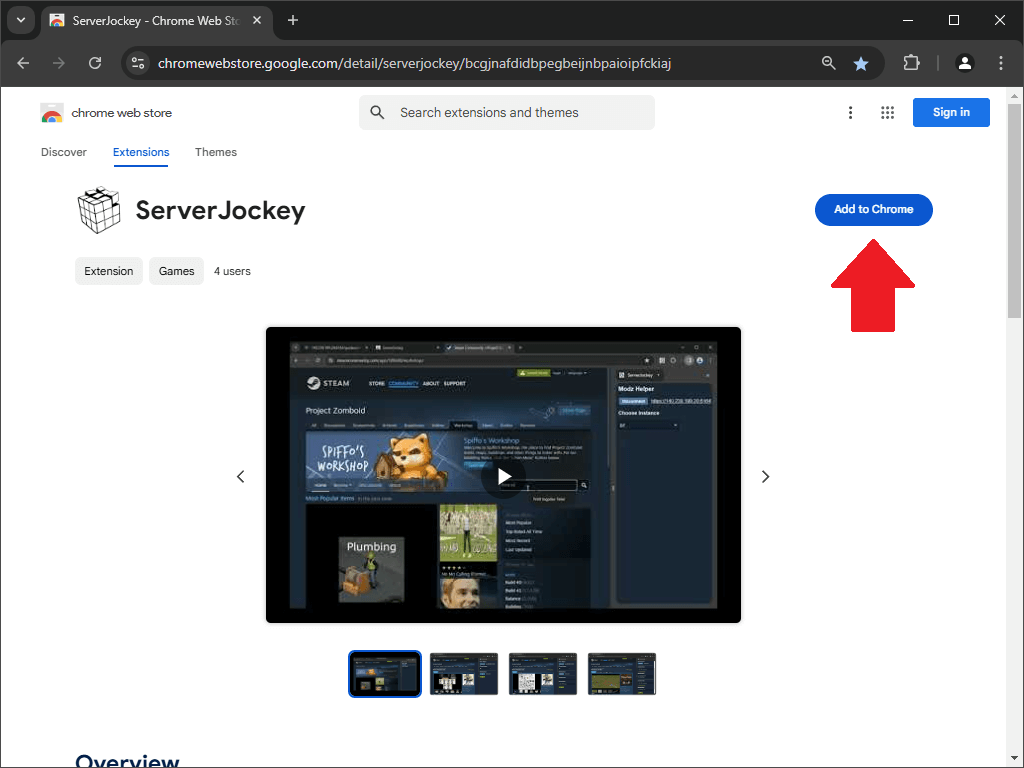 ServerJockey - Chrome Web Sto
chromewebstore.google.com/detail/serverjockey/bcgjnafdidbpegbeijnbpaioipfckiaj
chrome web store
Search extensions and themes
Sign in
Discover
Extensions
Themes
ServerJockey
Add to Chrome
Extension
Games
4 users
STEAM
STORE COMMUNITY ABOUT SUPPORT
ServerJockey
Modz Helper
Choose Instance
Project Zomboid
SPIFFO'S
WORKSHOP
Spiffo's Workshop
Most Popular Items
Plumbing
Most Popular
Top Rated All Time
Most Recent
Last Updated
Overview